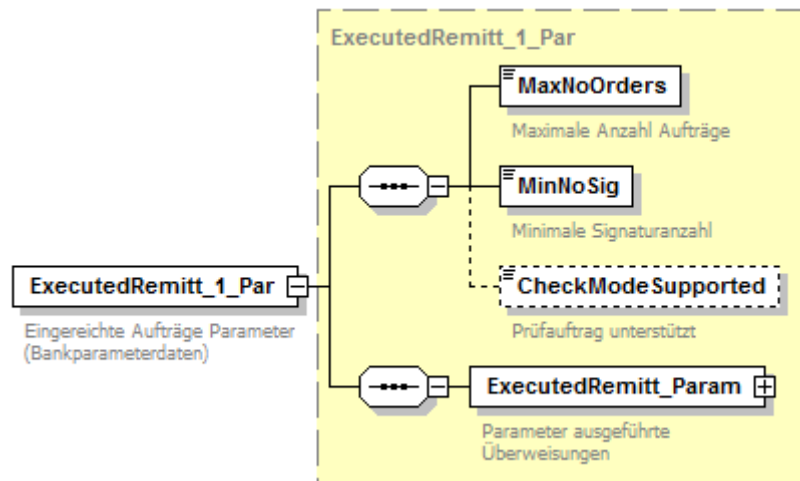 ExecutedRemitt_1_Par
MaxNoOrders
Maximale Anzahl Aufträge
MinNoSig
Minimale Signaturanzahl
CheckModeSupported
Prüfauftrag unterstützt
ExecutedRemitt_1_Par
Eingereichte Aufträge Parameter
(Bankparameterdaten)
ExecutedRemitt_Param
Parameter ausgeführte
Überweisungen